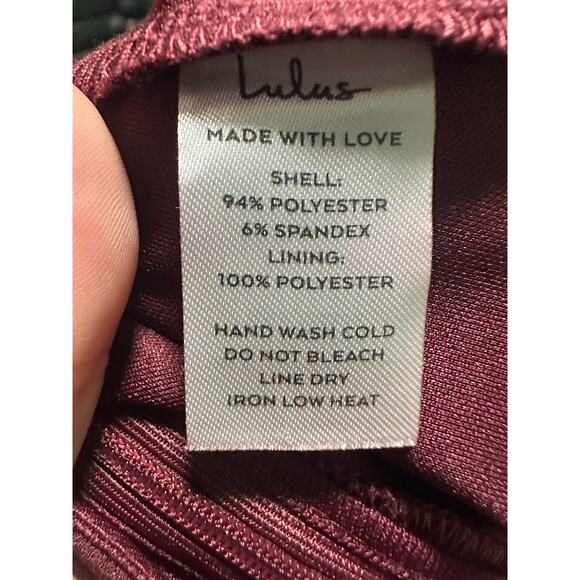 Lulus
MADE WITH LOVE
SHELL:
94% POLYESTER
6% SPANDEX
LINING:
100% POLYESTER
HAND WASH COLD
DO NOT BLEACH
LINE DRY
IRON LOW HEAT